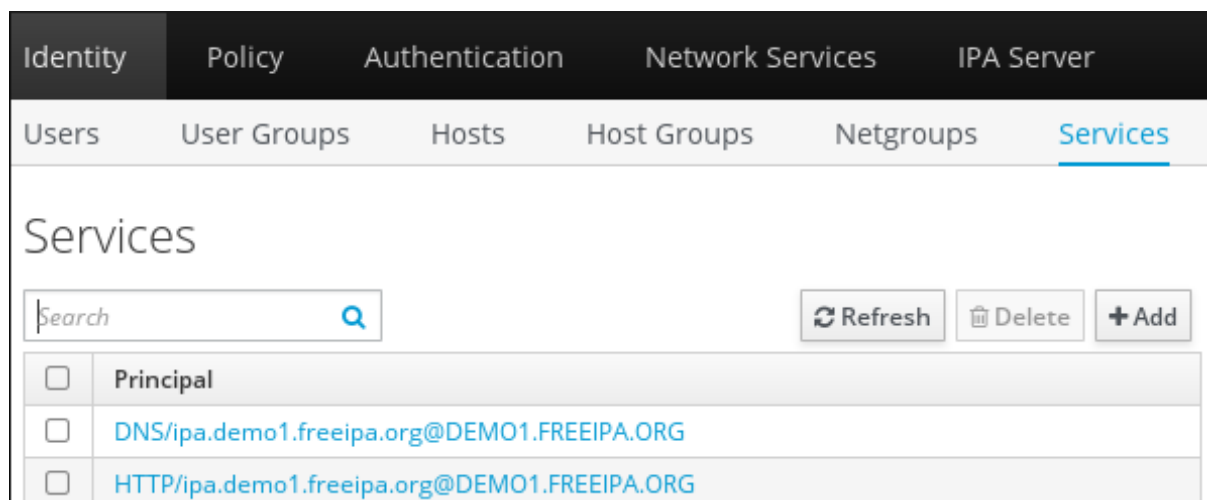 Identity Policy Authentication Network Services IPA Server
Users User Groups Hosts Host Groups Netgroups Services
Services
Search Refresh Delete Add
Principal
DNS/ipa.demo1.freeipa.org@DEMO1.FREEIPA.ORG
HTTP/ipa.demo1.freeipa.org@DEMO1.FREEIPA.ORG